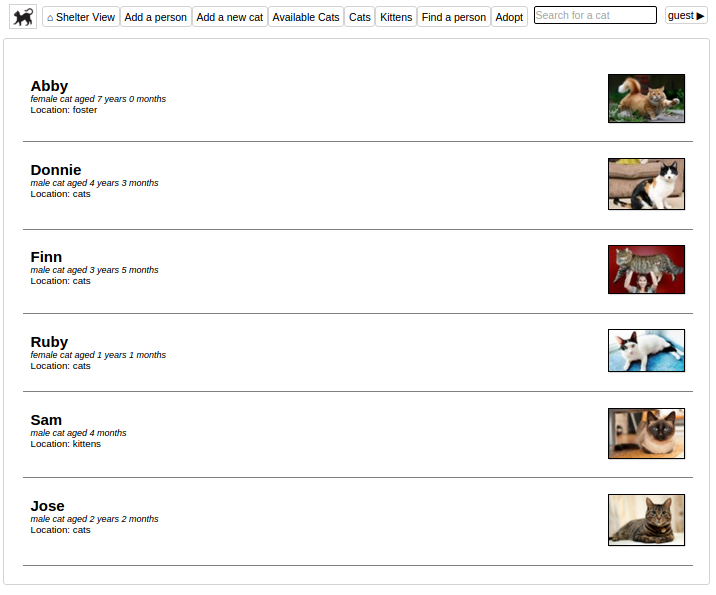 ⌂ Shelter View Add a person Add a new cat Available Cats Cats Kittens Find a person Adopt Search for a cat guest ▶
Abby
female cat aged 7 years 0 months
Location: foster
Donnie
male cat aged 4 years 3 months
Location: cats
Finn
male cat aged 3 years 5 months
Location: cats
Ruby
female cat aged 1 years 1 months
Location: cats
Sam
male cat aged 4 months
Location: kittens
Jose
male cat aged 2 years 2 months
Location: cats